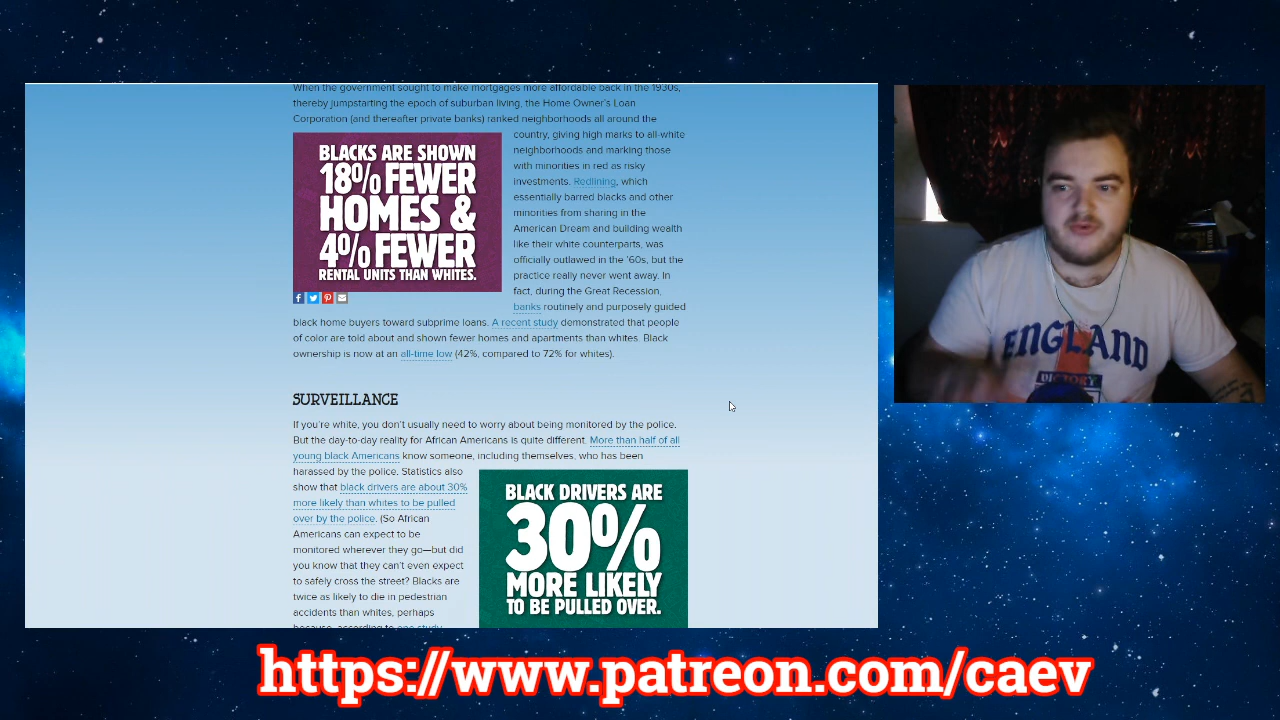 When the government sought to make mortgages more affordable back in the 1930s,
thereby jumpstarting the epoch of suburban living, the Home Owner's Loan
Corporation (and thereafter private banks) ranked neighborhoods all around the
country, giving high marks to all-white
neighborhoods and marking those
with minorities in red as risky
investments. Redlining, which
essentially barred blacks and other
minorities from sharing in the
American Dream and building wealth
like their white counterparts, was
officially outlawed in the '60s, but the
practice really never went away. In
fact, during the Great Recession,
banks routinely and purposely guided
BLACKS ARE SHOWN
18% FEWER
HOMES &
4% FEWER
RENTAL UNITS THAN WHITES.
black home buyers toward subprime loans. A recent study demonstrated that people
of color are told about and shown fewer homes and apartments than whites. Black
ownership is now at an all-time low (42%, compared to 72% for whites).
SURVEILLANCE
If you're white, you don't usually need to worry about being monitored by the police.
But the day-to-day reality for African Americans is quite different. More than half of all
young black Americans know someone, including themselves, who has been
harassed by the police. Statistics also
show that black drivers are about 30%
more likely than whites to be pulled
over by the police. (So African
Americans can expect to be
monitored wherever they go—but did
you know that they can't even expect
to safely cross the street? Blacks are
twice as likely to die in pedestrian
accidents than whites, perhaps
because, according to one study,
BLACK DRIVERS ARE
30%
MORE LIKELY
TO BE PULLED OVER.
ENGLAND
VICTORY
https://www.patreon.com/caev